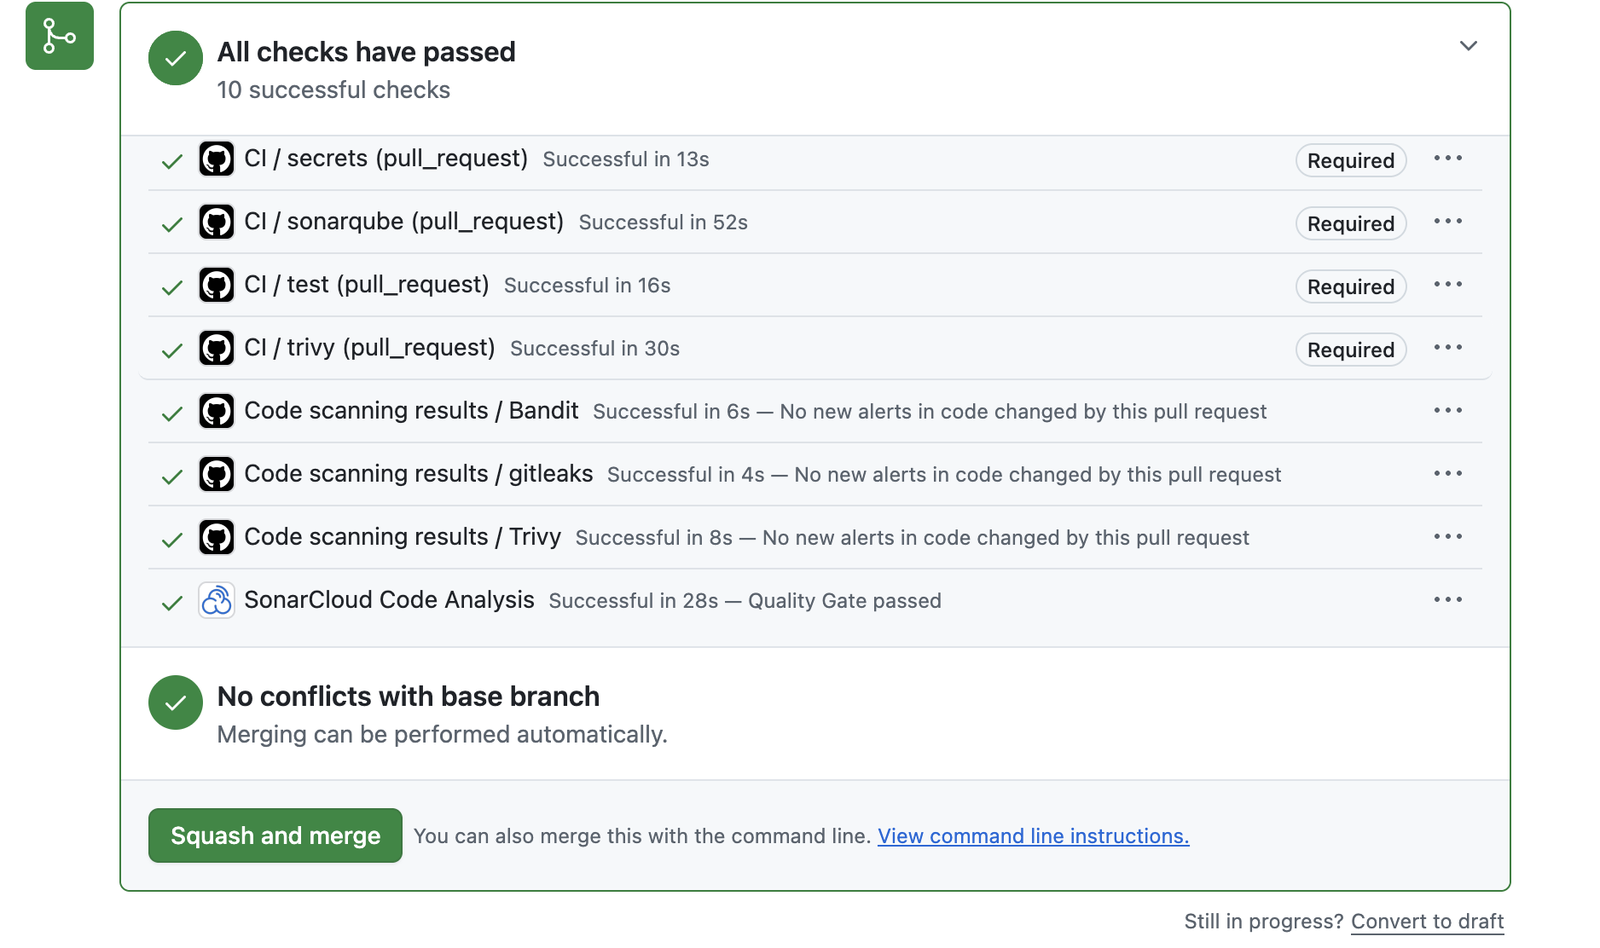 All checks have passed
10 successful checks
CI / secrets (pull_request) Successful in 13s Required
CI / sonarqube (pull_request) Successful in 52s Required
CI / test (pull_request) Successful in 16s Required
CI / trivy (pull_request) Successful in 30s Required
Code scanning results / Bandit Successful in 6s — No new alerts in code changed by this pull request
Code scanning results / gitleaks Successful in 4s — No new alerts in code changed by this pull request
Code scanning results / Trivy Successful in 8s — No new alerts in code changed by this pull request
SonarCloud Code Analysis Successful in 28s — Quality Gate passed
No conflicts with base branch
Merging can be performed automatically.
Squash and merge You can also merge this with the command line. View command line instructions.
Still in progress? Convert to draft